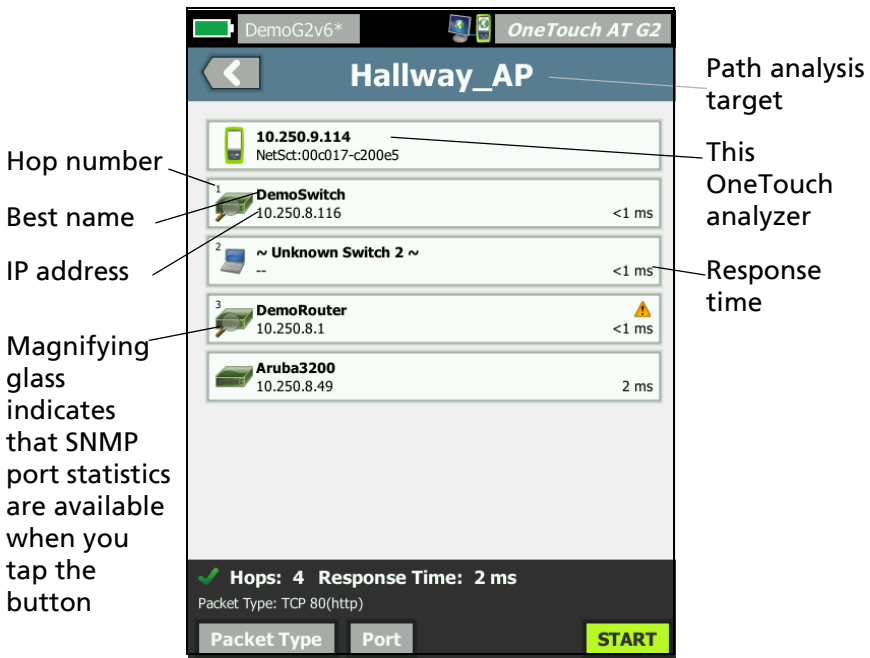 DemoG2v6*
OneTouch AT G2
Hallway_AP
Path analysis
target
10.250.9.114
NetSct:00c017-c200e5
This
OneTouch
analyzer
Hop number
1
DemoSwitch
10.250.8.116
<1 ms
Best name
IP address
2
~ Unknown Switch 2 ~
--
<1 ms
Response
time
3
DemoRouter
10.250.8.1
<1 ms
Magnifying
glass
indicates
that SNMP
port statistics
are available
when you
tap the
button
Aruba3200
10.250.8.49
2 ms
Hops: 4 Response Time: 2 ms
Packet Type: TCP 80(http)
Packet Type
Port
START